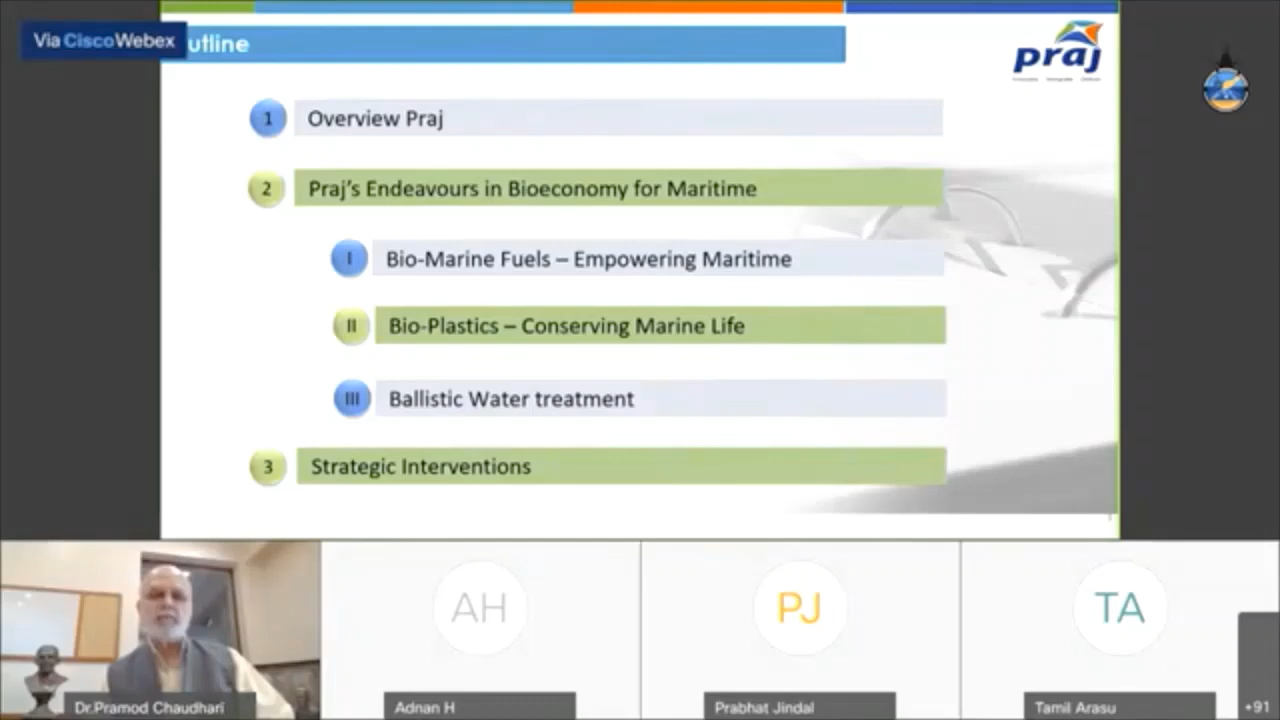 Via Cisco Webex
utline
praj
1 Overview Praj
2 Praj's Endeavours in Bioeconomy for Maritime
I Bio-Marine Fuels – Empowering Maritime
II Bio-Plastics – Conserving Marine Life
III Ballistic Water treatment
3 Strategic Interventions
AH
PJ
TA
Dr.Pramod Chaudhari
Adnan H
Prabhat Jindal
Tamil Arasu
+91